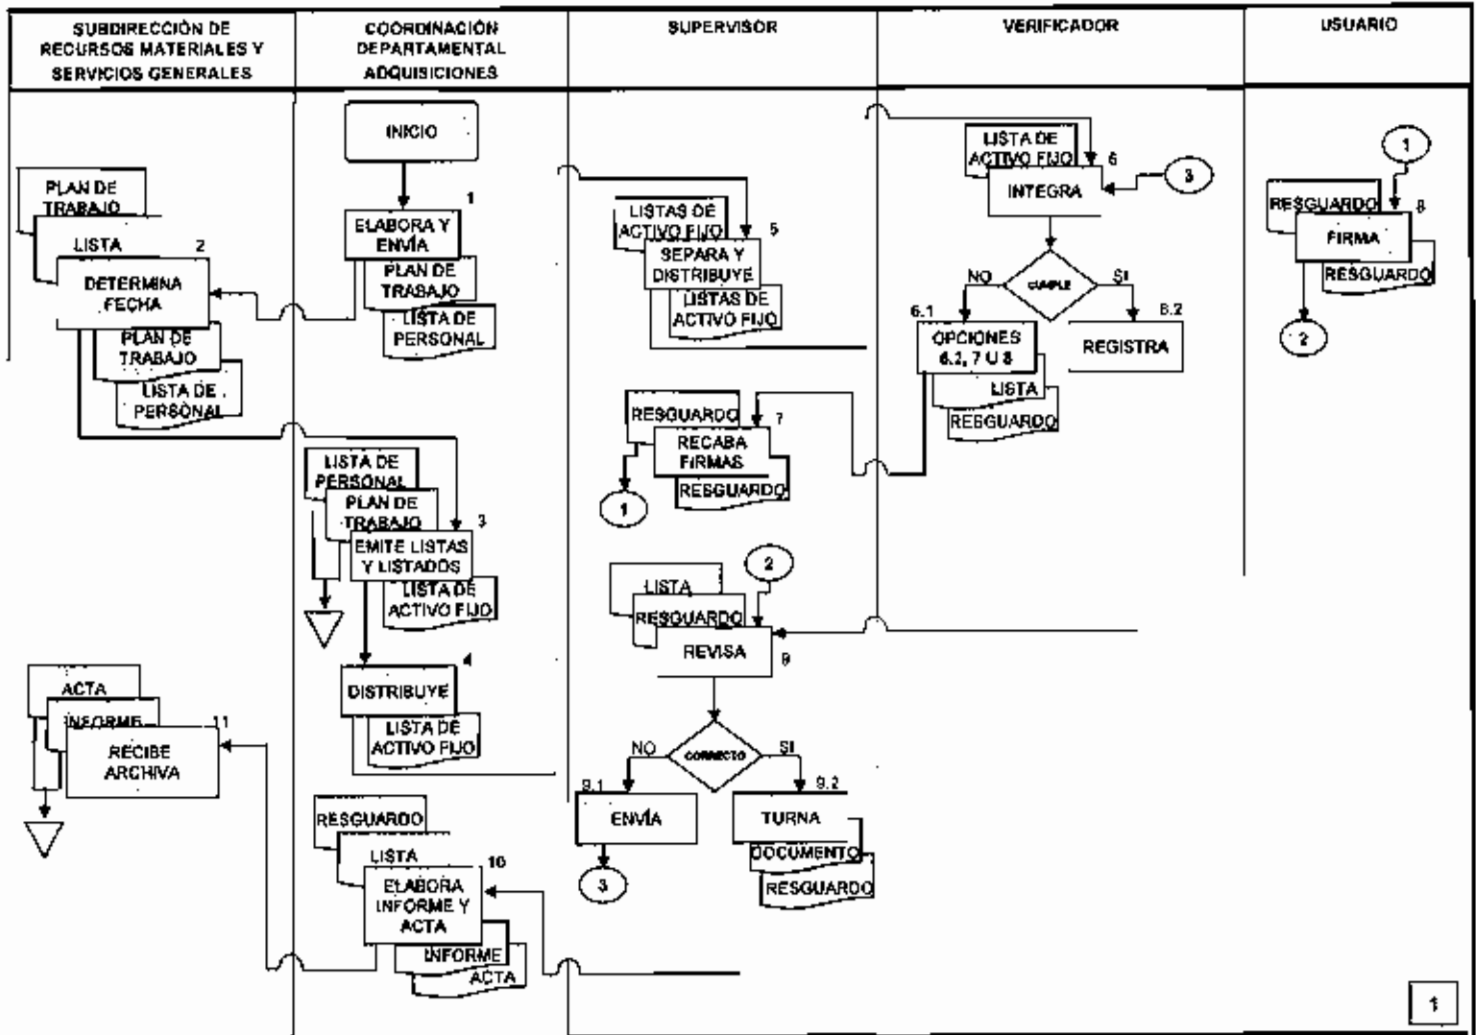 SUBDIRECCIÓN DE
RECURSOS MATERIALES Y
SERVICIOS GENERALES
COORDINACIÓN
DEPARTAMENTAL
ADQUISICIONES
SUPERVISOR
VERIFICADOR
USUARIO
INICIO
1
ELABORA Y
ENVÍA
PLAN DE
TRABAJO
LISTA DE
PERSONAL
PLAN DE
TRABAJO
LISTA
2
DETERMINA
FECHA
PLAN DE
TRABAJO
LISTA DE
PERSONAL
LISTA DE
PERSONAL
PLAN DE
TRABAJO
3
EMITE LISTAS
Y LISTADOS
LISTA DE
ACTIVO FIJO
4
DISTRIBUYE
LISTA DE
ACTIVO FIJO
LISTAS DE
ACTIVO FIJO
5
SEPARA Y
DISTRIBUYE
LISTAS DE
ACTIVO FIJO
LISTA DE
ACTIVO FIJO
6
INTEGRA
3
CUMPLE
NO
SI
6.1
OPCIONES
6.2, 7 U 8
LISTA
RESGUARDO
6.2
REGISTRA
RESGUARDO
7
RECABA
FIRMAS
RESGUARDO
1
1
RESGUARDO
8
FIRMA
RESGUARDO
2
2
LISTA
RESGUARDO
REVISA
9
CORRECTO
NO
SI
9.1
ENVÍA
3
9.2
TURNA
DOCUMENTO
RESGUARDO
RESGUARDO
LISTA
10
ELABORA
INFORME Y
ACTA
INFORME
ACTA
ACTA
INFORME
11
RECIBE
ARCHIVA
1